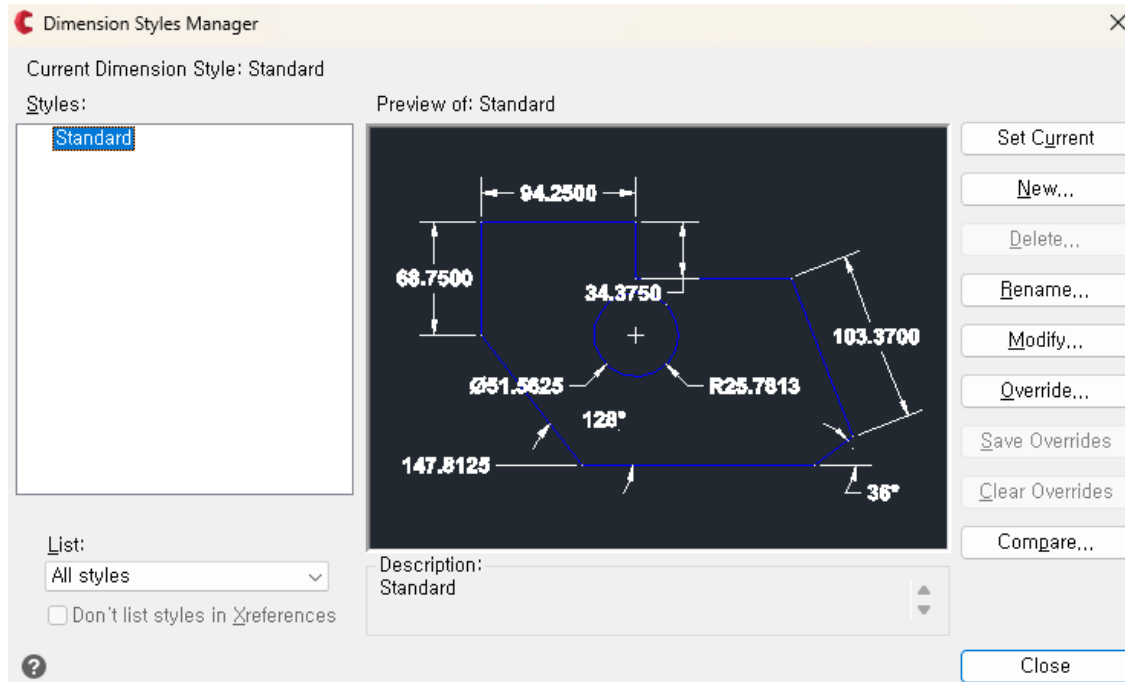 Dimension Styles Manager
Current Dimension Style: Standard
Styles:
Standard
List:
All styles
Don't list styles in Xreferences
Preview of: Standard
94.2500
68.7500
34.3750
103.3700
Ø51.5625
R25.7813
128°
147.8125
36°
Description:
Standard
Set Current
New...
Delete...
Rename...
Modify...
Override...
Save Overrides
Clear Overrides
Compare...
?
Close